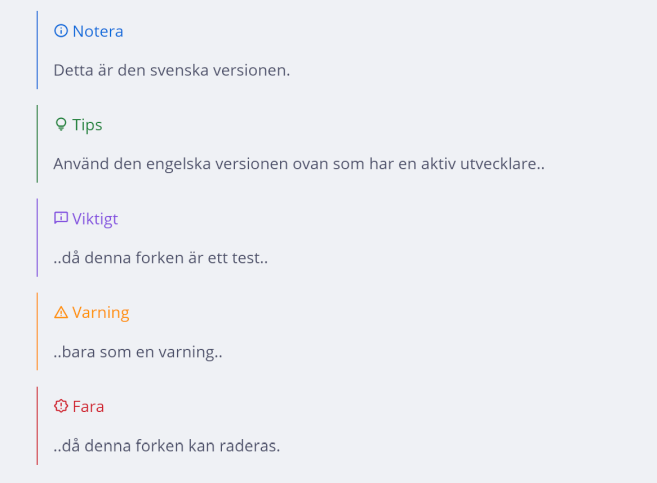 Notera
Detta är den svenska versionen.
Tips
Använd den engelska versionen ovan som har en aktiv utvecklare..
Viktigt
..då denna forken är ett test..
Varning
..bara som en varning..
Fara
..då denna forken kan raderas.